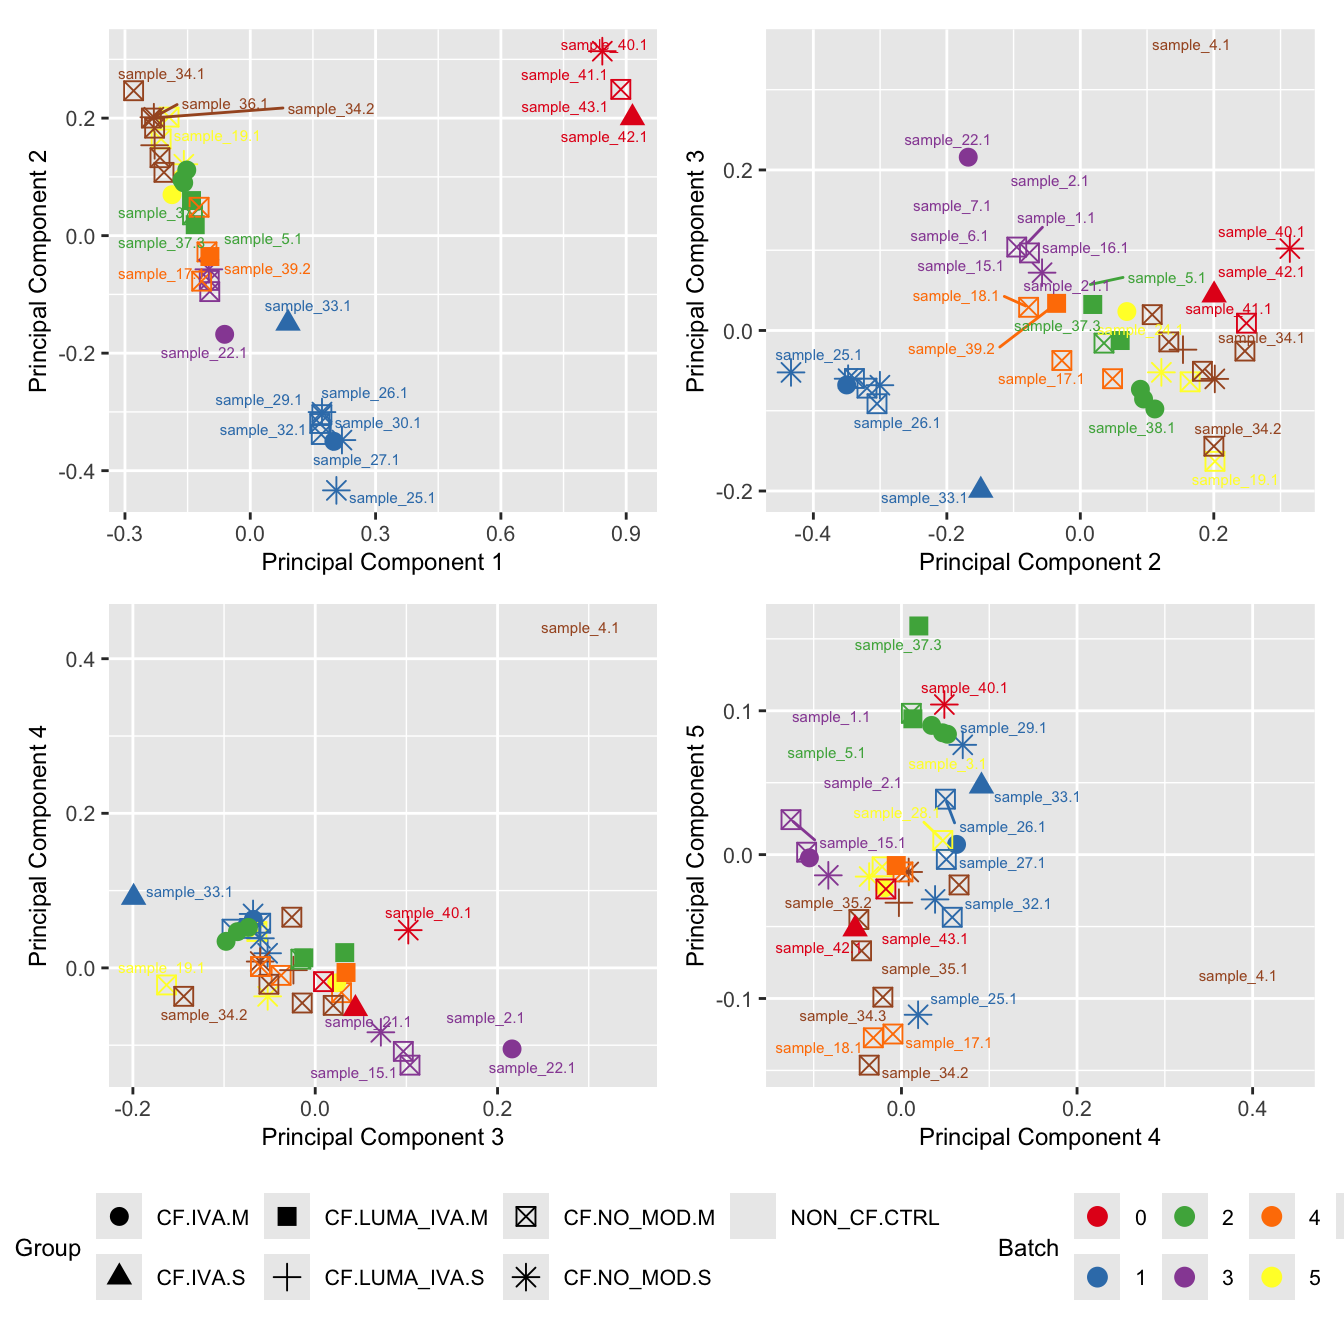 sample_40.1
sample_34.1
sample_41.1
sample_36.1
sample_34.2
sample_43.1
sample_19.1
sample_42.1
sample_37.3
sample_5.1
sample_39.2
sample_33.1
sample_22.1
sample_26.1
sample_29.1
sample_30.1
sample_32.1
sample_27.1
sample_25.1
0.2
0.0
-0.2
-0.4
-0.3
0.0
0.3
0.6
0.9
Principal Component 1
Principal Component 2
sample_4.1
sample_22.1
sample_2.1
sample_7.1
sample_1.1
sample_6.1
sample_16.1
sample_15.1
sample_21.1
sample_5.1
sample_18.1
sample_40.1
sample_42.1
sample_41.1
sample_37.3
sample_34.1
sample_39.2
sample_25.1
sample_17.1
sample_26.1
sample_38.1
sample_34.2
sample_19.1
sample_33.1
0.2
0.0
-0.2
-0.4
-0.2
0.0
0.2
Principal Component 2
Principal Component 3
sample_4.1
sample_33.1
sample_40.1
sample_19.1
sample_34.2
sample_21.1
sample_2.1
sample_15.1
sample_22.1
0.4
0.2
0.0
-0.2
0.0
0.2
Principal Component 3
Principal Component 4
sample_37.3
sample_40.1
sample_1.1
sample_29.1
sample_5.1
sample_2.1
sample_33.1
sample_26.1
sample_15.1
sample_27.1
sample_35.2
sample_32.1
sample_43.1
sample_35.1
sample_4.1
sample_25.1
sample_34.3
sample_18.1
sample_17.1
sample_34.2
0.1
0.0
-0.1
0.0
0.2
0.4
Principal Component 4
Principal Component 5
Group
CF.IVA.M
CF.LUMA_IVA.M
CF.NO_MOD.M
NON_CF.CTRL
CF.IVA.S
CF.LUMA_IVA.S
CF.NO_MOD.S
Batch
0
2
4
1
3
5